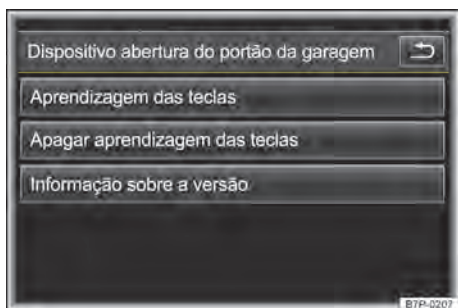 Dispositivo abertura do portão da garagem
Aprendizagem das teclas
Apagar aprendizagem das teclas
Informação sobre a versão
B7P-0207